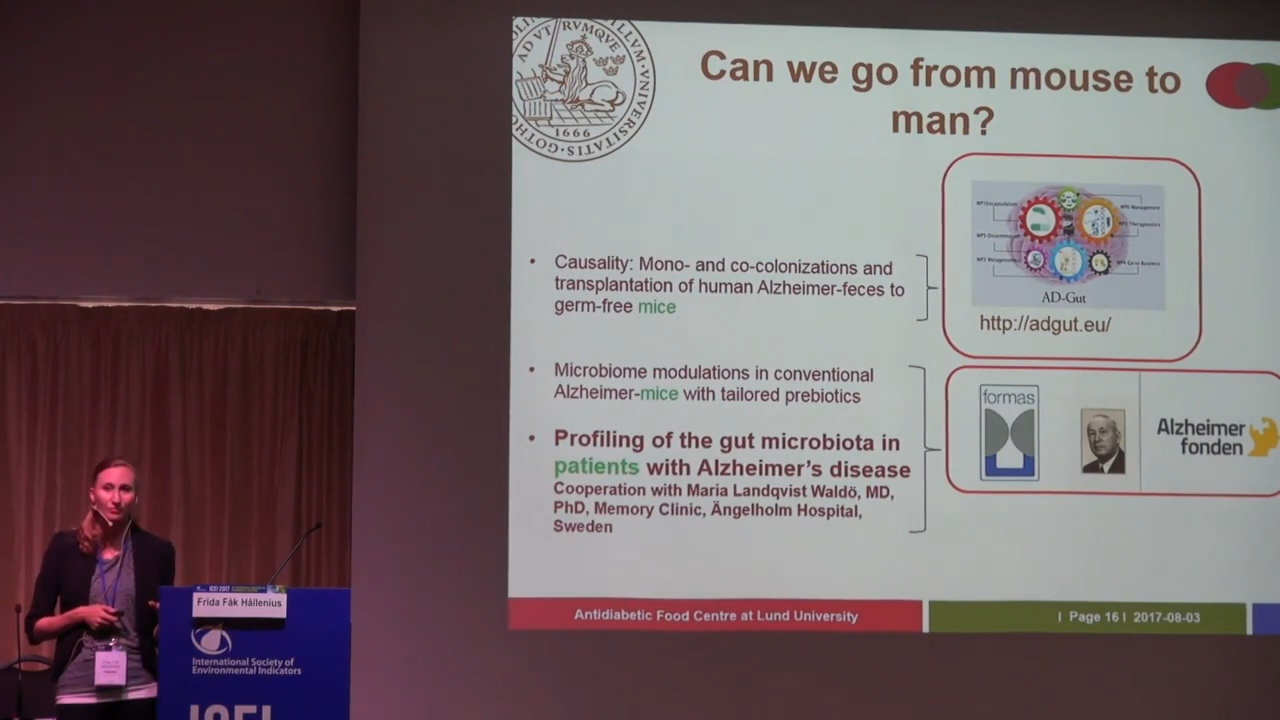 Can we go from mouse to
man?
AD VT RVMQVE
1666
• Causality: Mono- and co-colonizations and
transplantation of human Alzheimer-feces to
germ-free mice
AD-Gut
http://adgut.eu/
• Microbiome modulations in conventional
Alzheimer-mice with tailored prebiotics
• Profiling of the gut microbiota in
patients with Alzheimer's disease
Cooperation with Maria Landqvist Waldö, MD,
PhD, Memory Clinic, Ängelholm Hospital,
Sweden
formas
Alzheimer
fonden
Antidiabetic Food Centre at Lund University
I Page 16 I 2017-08-03
Frida Fåk Hållenius
International Society of
Environmental Indicators